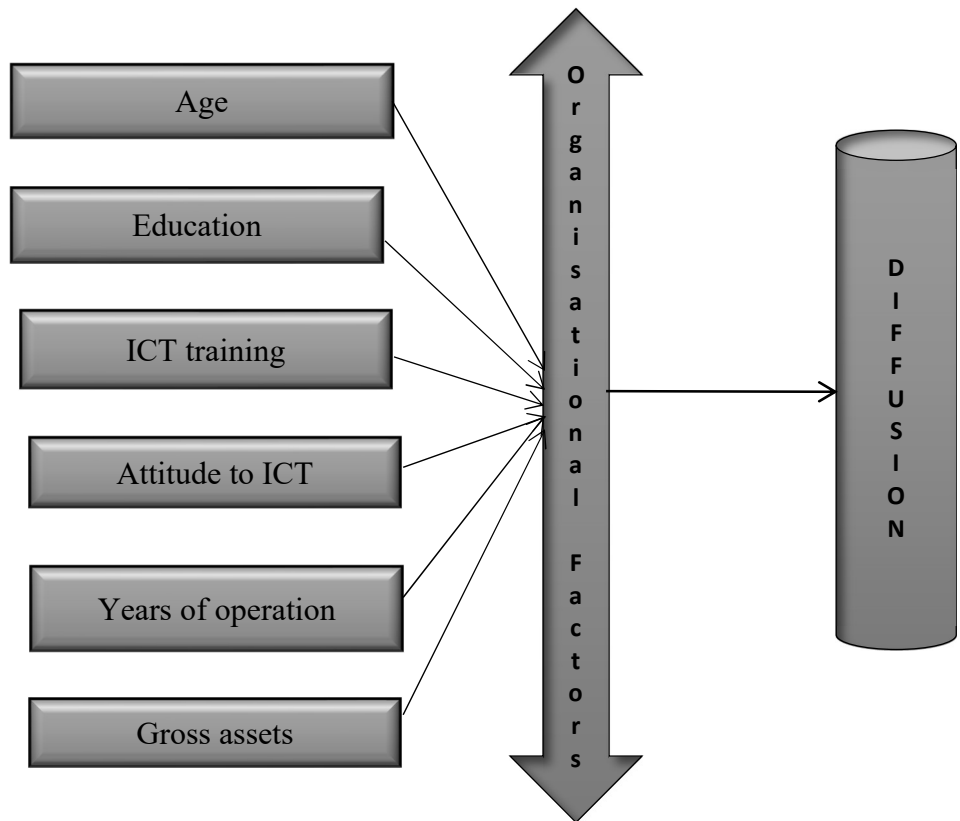 Age
Education
ICT training
Attitude to ICT
Years of operation
Gross assets
Organisational Factors
DIFFUSION